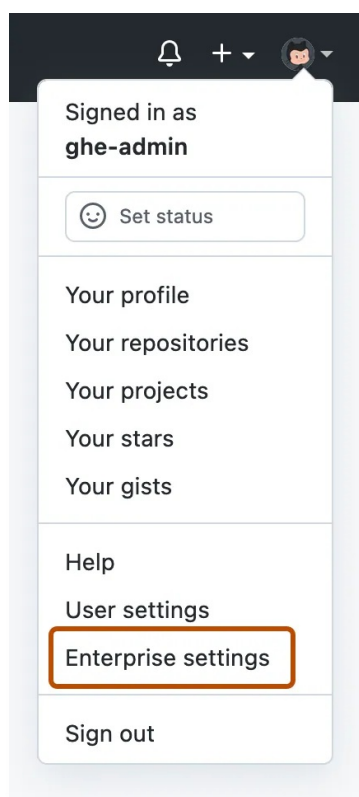 Signed in as
ghe-admin
Set status
Your profile
Your repositories
Your projects
Your stars
Your gists
Help
User settings
Enterprise settings
Sign out